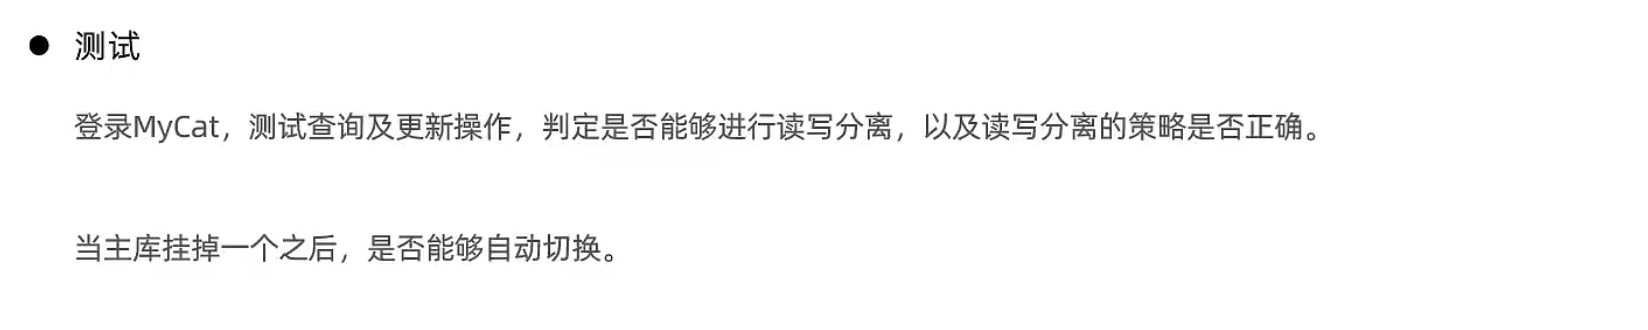 ● 测试
登录MyCat，测试查询及更新操作，判定是否能够进行读写分离，以及读写分离的策略是否正确。
当主库挂掉一个之后，是否能够自动切换。